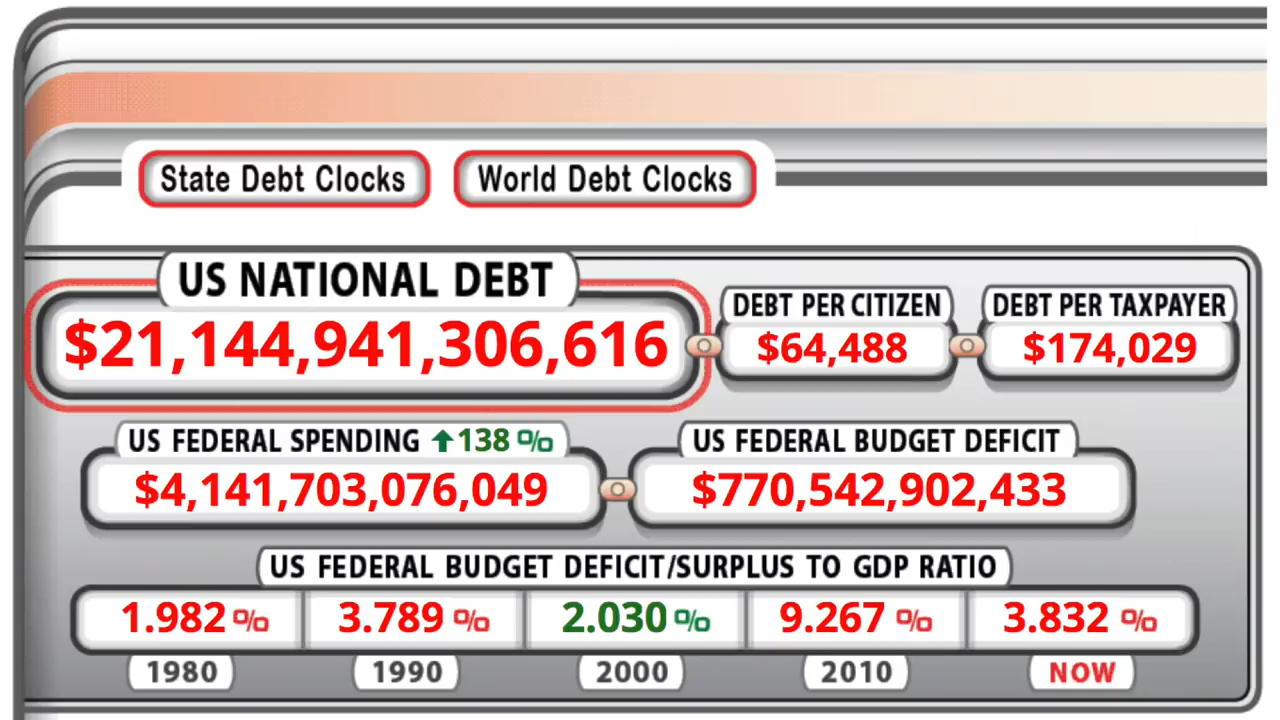 State Debt Clocks World Debt Clocks
US NATIONAL DEBT
$21,144,941,306,616
DEBT PER CITIZEN
$64,488
DEBT PER TAXPAYER
$174,029
US FEDERAL SPENDING 138 %
$4,141,703,076,049
US FEDERAL BUDGET DEFICIT
$770,542,902,433
US FEDERAL BUDGET DEFICIT/SURPLUS TO GDP RATIO
1.982 % 3.789 % 2.030 % 9.267 % 3.832 %
1980 1990 2000 2010 NOW